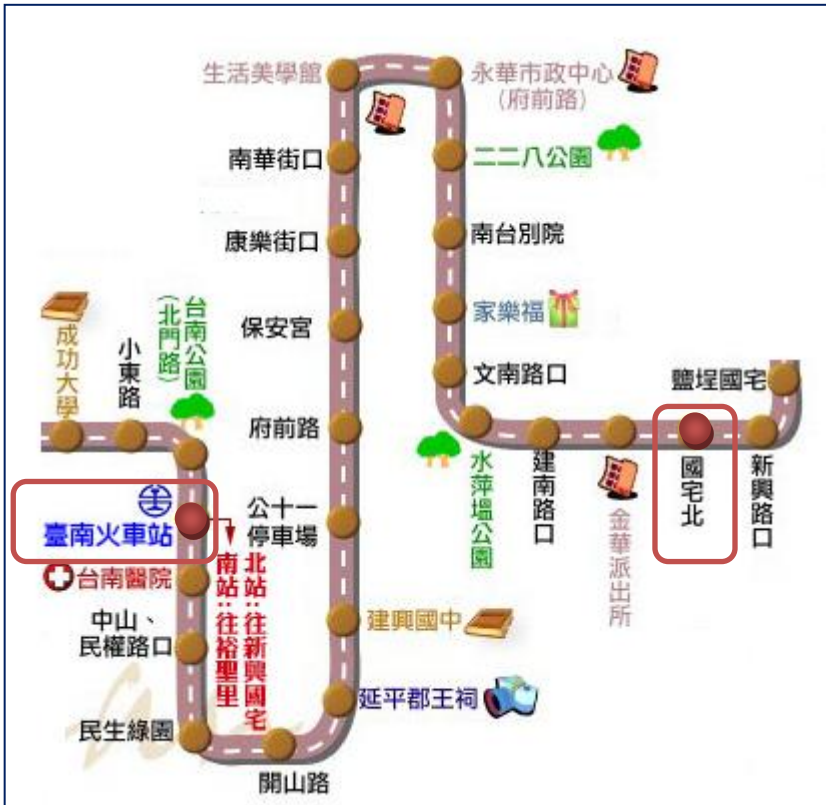 生活美學館
永華市政中心
(府前路)
南華街口
二二八公園
康樂街口
南台別院
保安宮
家樂福
文南路口
鹽埕國宅
成功大學
小東路
台南公園
(北門路)
府前路
水萍塭公園
建南路口
金華派出所
國宅北
新興路口
臺南火車站
公十一
停車場
台南醫院
北站:往新興國宅
南站:往裕聖里
中山、
民權路口
建興國中
延平郡王祠
民生綠園
開山路